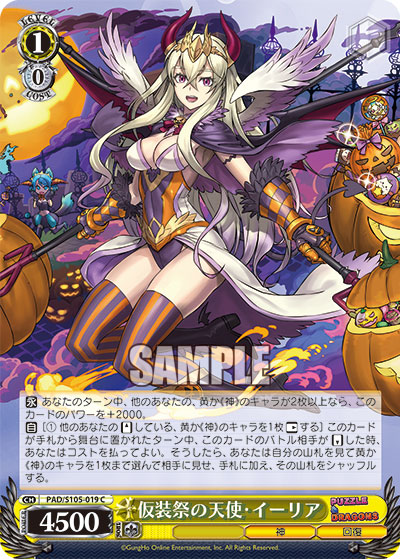 LEVEL
1
0
COST
SAMPLE
永 あなたのターン中、他のあなたの、黄か《神》のキャラが2枚以上なら、このカードのパワーを+2000。
自 [① 他のあなたの している、黄か《神》のキャラを1枚 する] このカードが手札から舞台に置かれたターン中、このカードのバトル相手が した時、あなたはコストを払ってよい。そうしたら、あなたは自分の山札を見て黄か《神》のキャラを1枚まで選んで相手に見せ、手札に加え、その山札をシャッフルする。
CH PAD/S105-019 C
仮装祭の天使・イーリア
PUZZLE & DRAGONS
POWER
4500
神
回復
©GungHo Online Entertainment, Inc. All Rights Reserved.